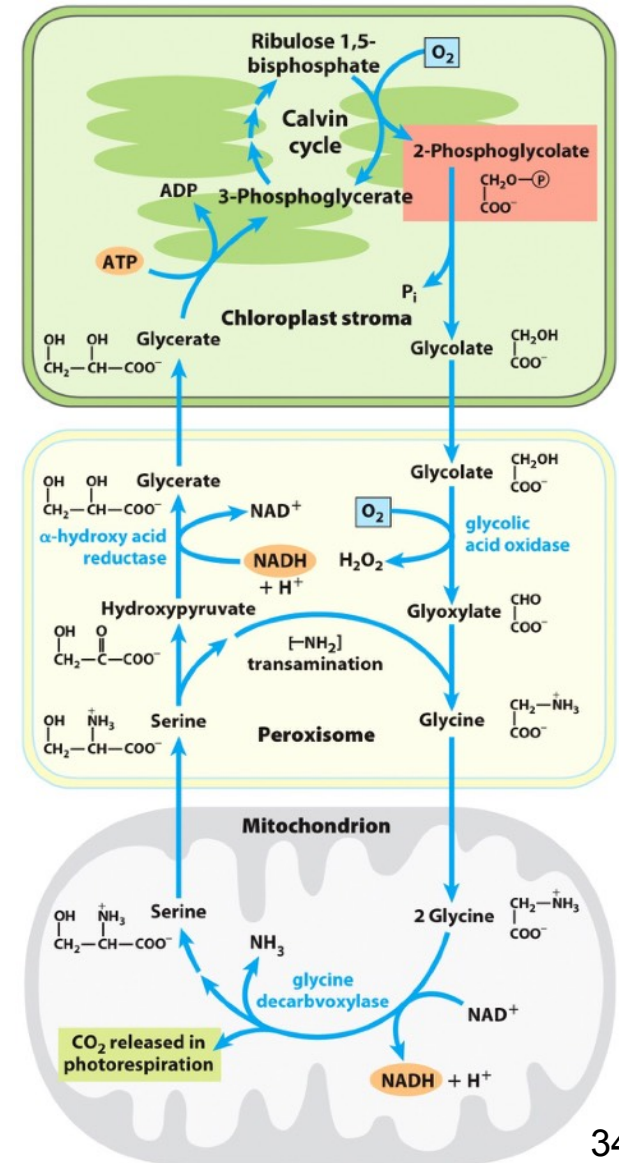 Ribulose 1,5-
bisphosphate
O₂
Calvin
cycle
2-Phosphoglycolate
CH₂O—Ⓟ
COO⁻
ADP
3-Phosphoglycerate
ATP
Pᵢ
Chloroplast stroma
OH OH
CH₂—CH—COO⁻
Glycerate
Glycolate
CH₂OH
COO⁻
Glycolate
CH₂OH
COO⁻
OH OH
CH₂—CH—COO⁻
Glycerate
α-hydroxy acid
reductase
NAD⁺
NADH
+ H⁺
O₂
H₂O₂
glycolic
acid oxidase
Hydroxypyruvate
OH O
CH₂—C—COO⁻
Glyoxylate
CHO
COO⁻
[—NH₂]
transamination
OH N⁺H₃
CH₂—CH—COO⁻
Serine
Peroxisome
Glycine
CH₂—N⁺H₃
COO⁻
Mitochondrion
OH N⁺H₃
CH₂—CH—COO⁻
Serine
2 Glycine
CH₂—N⁺H₃
COO⁻
NH₃
glycine
decarbvoxylase
NAD⁺
CO₂ released in
photorespiration
NADH + H⁺
34